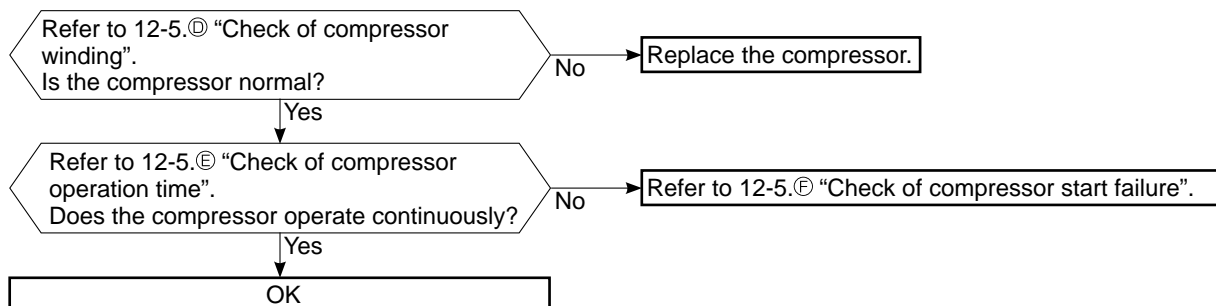 Refer to 12-5.Ⓓ “Check of compressor
winding”.
Is the compressor normal?
No
Replace the compressor.
Yes
Refer to 12-5.Ⓔ “Check of compressor
operation time”.
Does the compressor operate continuously?
No
Refer to 12-5.Ⓕ “Check of compressor start failure”.
Yes
OK